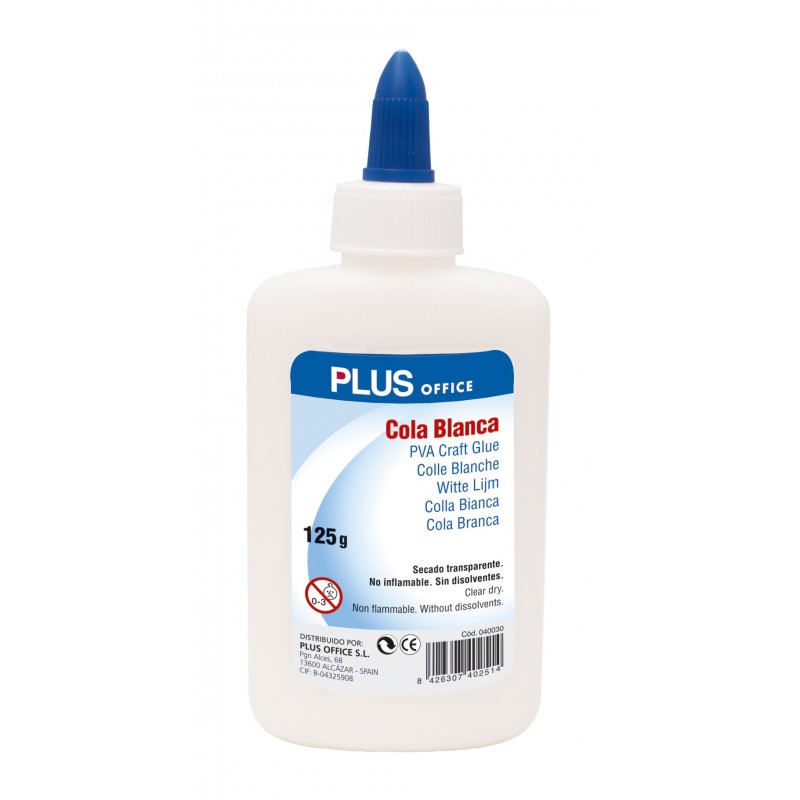 PLUS OFFICE
Cola Blanca
PVA Craft Glue
Colle Blanche
Witte Lijm
Colla Bianca
Cola Branca
125 g
Secado transparente.
No inflamable. Sin disolventes.
Clear dry.
Non flammable. Without dissolvents.
0-3
DISTRIBUIDO POR:
PLUS OFFICE S.L.
Pgn Alces, 68
13600 ALCÁZAR - SPAIN
CIF: B-04325908
CE
Cód. 040030
8 426307 402514